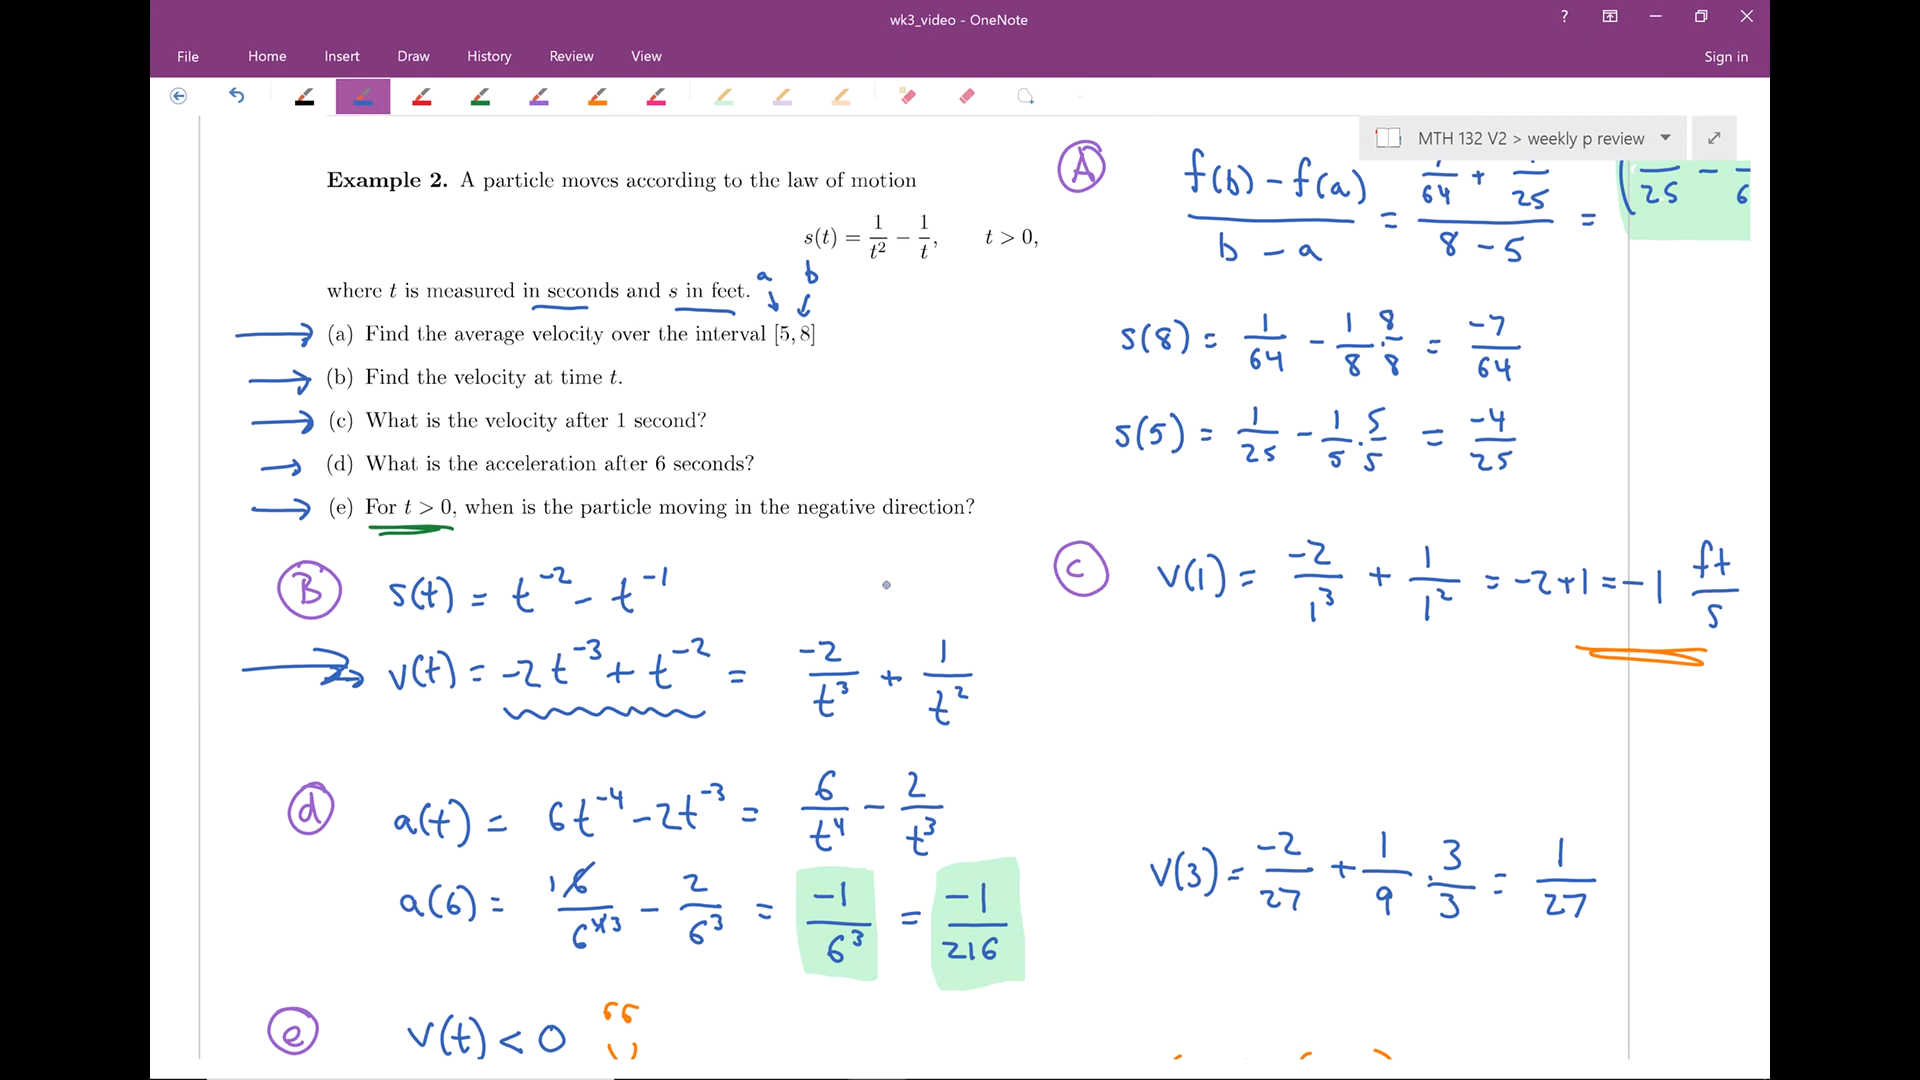 wk3_video - OneNote
?
File Home Insert Draw History Review View Sign in
MTH 132 V2 > weekly p review
Example 2. A particle moves according to the law of motion
s(t) = 1/t² − 1/t, t > 0,
a b
where t is measured in seconds and s in feet.
(a) Find the average velocity over the interval [5, 8]
(b) Find the velocity at time t.
(c) What is the velocity after 1 second?
(d) What is the acceleration after 6 seconds?
(e) For t > 0, when is the particle moving in the negative direction?
A
(f(b) − f(a))/(b − a) = (/64 + /25)/(8 − 5) = ( /25 − /6
s(8) = 1/64 − 1/8 · 8/8 = −7/64
s(5) = 1/25 − 1/5 · 5/5 = −4/25
B s(t) = t⁻² − t⁻¹
v(t) = −2t⁻³ + t⁻² = −2/t³ + 1/t²
C v(1) = −2/1³ + 1/1² = −2+1 = −1 ft/s
d a(t) = 6t⁻⁴ − 2t⁻³ = 6/t⁴ − 2/t³
a(6) = 1 6/6⁴ ³ − 2/6³ = −1/6³ = −1/216
v(3) = −2/27 + 1/9 · 3/3 = 1/27
e v(t) < 0